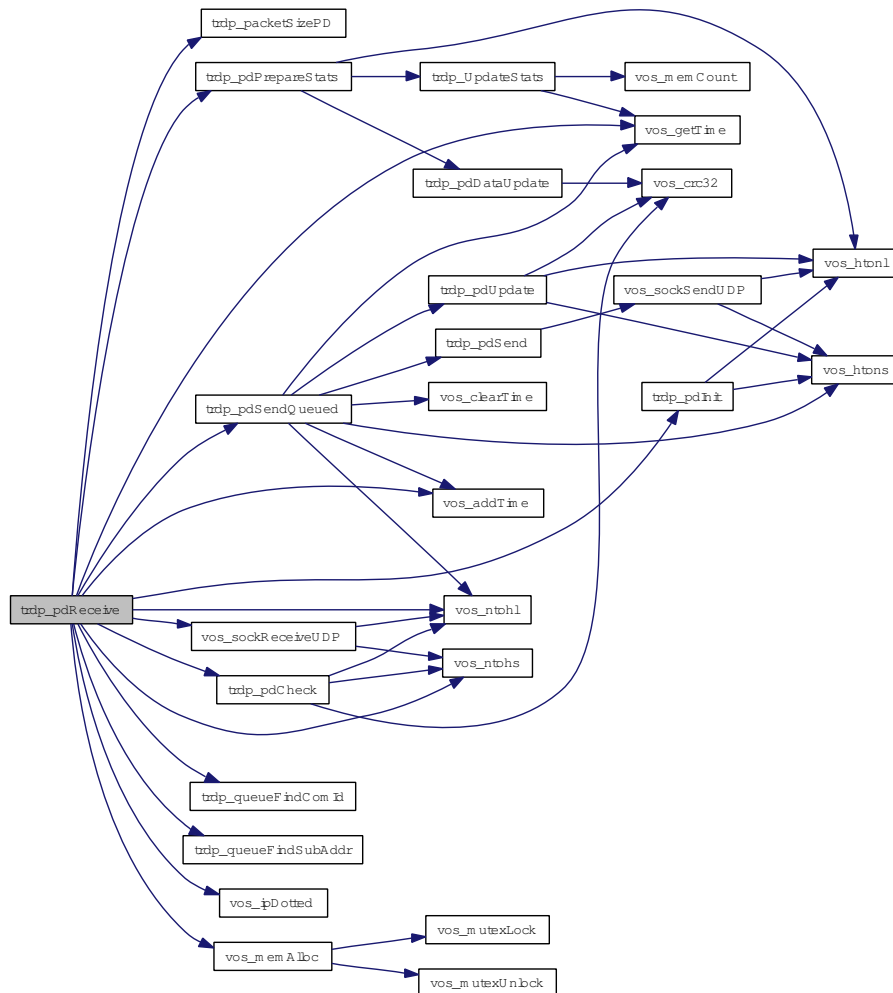 trdp_packetSizePD
trdp_pdPrepareStats
trdp_UpdateStats
vos_memCount
vos_getTime
trdp_pdDataUpdate
vos_crc32
vos_htonl
trdp_pdUpdate
vos_sockSendUDP
trdp_pdSend
vos_htons
trdp_pdSendQueued
vos_clearTime
trdp_pdInit
vos_addTime
trdp_pdReceive
vos_ntohl
vos_sockReceiveUDP
vos_ntohs
trdp_pdCheck
trdp_queueFindComId
trdp_queueFindSubAddr
vos_ipDotted
vos_mutexLock
vos_memAlloc
vos_mutexUnlock